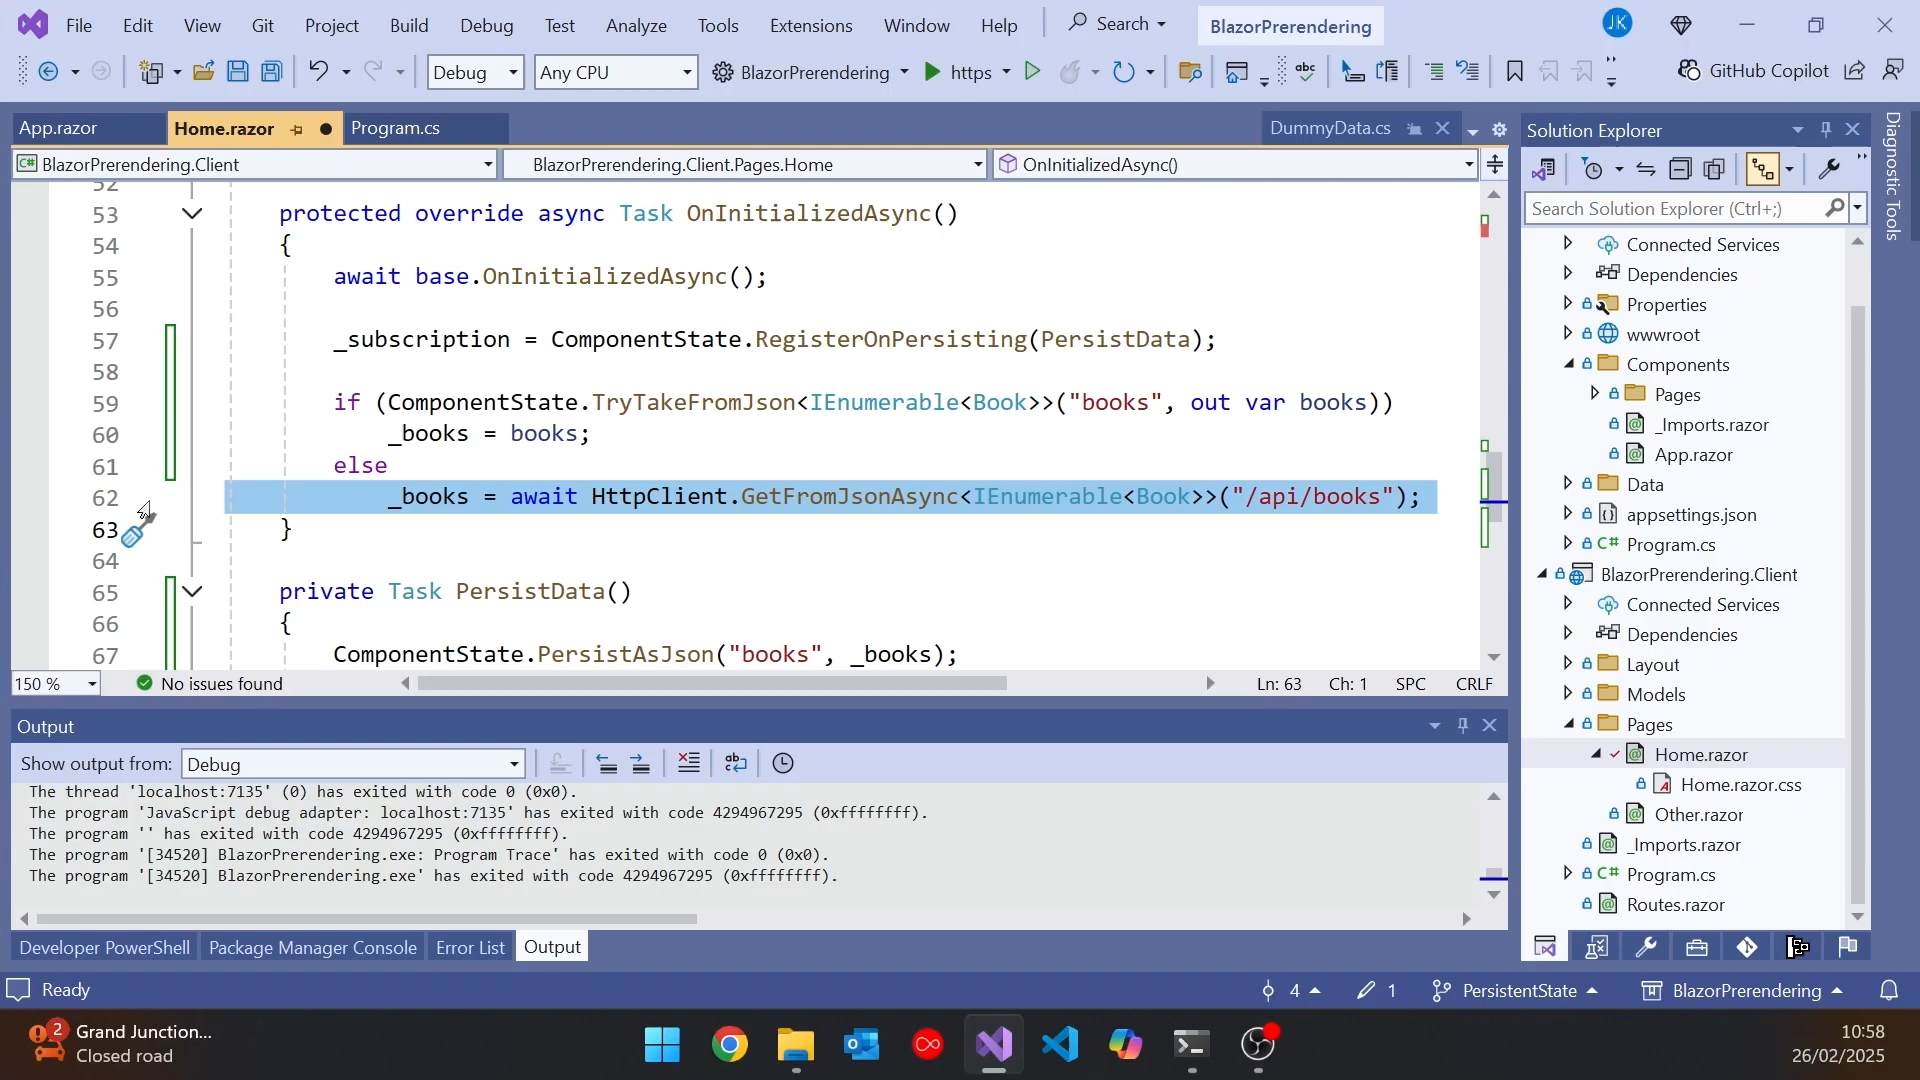 File Edit View Git Project Build Debug Test Analyze Tools Extensions Window Help Search BlazorPrerendering JK
Debug Any CPU BlazorPrerendering https abc GitHub Copilot
App.razor Home.razor Program.cs DummyData.cs
BlazorPrerendering.Client BlazorPrerendering.Client.Pages.Home OnInitializedAsync()
52
53 protected override async Task OnInitializedAsync()
54 {
55 await base.OnInitializedAsync();
56
57 _subscription = ComponentState.RegisterOnPersisting(PersistData);
58
59 if (ComponentState.TryTakeFromJson<IEnumerable<Book>>("books", out var books))
60 _books = books;
61 else
62 _books = await HttpClient.GetFromJsonAsync<IEnumerable<Book>>("/api/books");
63 }
64
65 private Task PersistData()
66 {
67 ComponentState.PersistAsJson("books", _books);
150 % No issues found Ln: 63 Ch: 1 SPC CRLF
Output
Show output from: Debug
The thread 'localhost:7135' (0) has exited with code 0 (0x0).
The program 'JavaScript debug adapter: localhost:7135' has exited with code 4294967295 (0xffffffff).
The program '' has exited with code 4294967295 (0xffffffff).
The program '[34520] BlazorPrerendering.exe: Program Trace' has exited with code 0 (0x0).
The program '[34520] BlazorPrerendering.exe' has exited with code 4294967295 (0xffffffff).
Developer PowerShell Package Manager Console Error List Output
Solution Explorer
Search Solution Explorer (Ctrl+;)
Connected Services
Dependencies
Properties
wwwroot
Components
Pages
_Imports.razor
App.razor
Data
appsettings.json
C# Program.cs
BlazorPrerendering.Client
Connected Services
Dependencies
Layout
Models
Pages
Home.razor
Home.razor.css
Other.razor
_Imports.razor
C# Program.cs
Routes.razor
Diagnostic Tools
Ready 4 1 PersistentState BlazorPrerendering
2 Grand Junction...
Closed road
10:58
26/02/2025